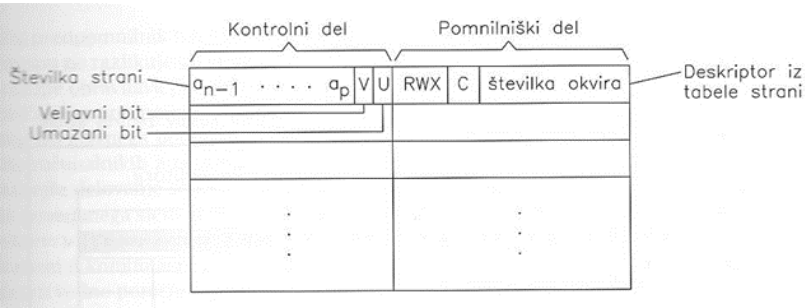 Kontrolni del Pomnilniški del
Številka strani a_{n-1} · · · · a_p V U RWX C številka okvira Deskriptor iz
tabele strani
Veljavni bit
Umazani bit